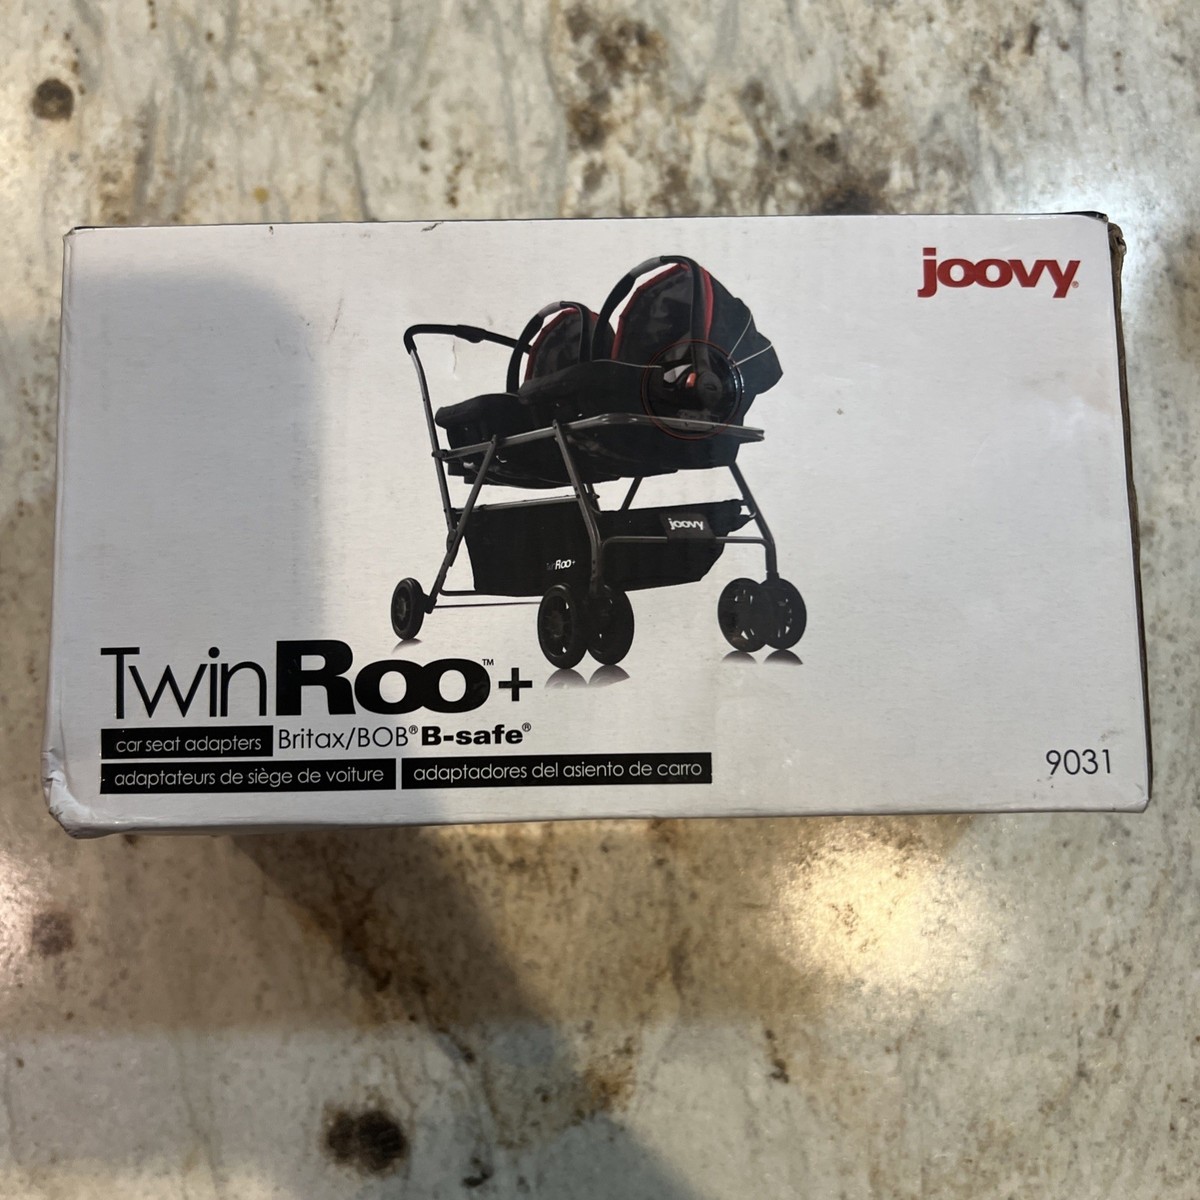 joovy®
joovy
TwinRoo+
TwinRoo™+
car seat adapters Britax/BOB® B-safe®
adaptateurs de siège de voiture adaptadores del asiento de carro
9031